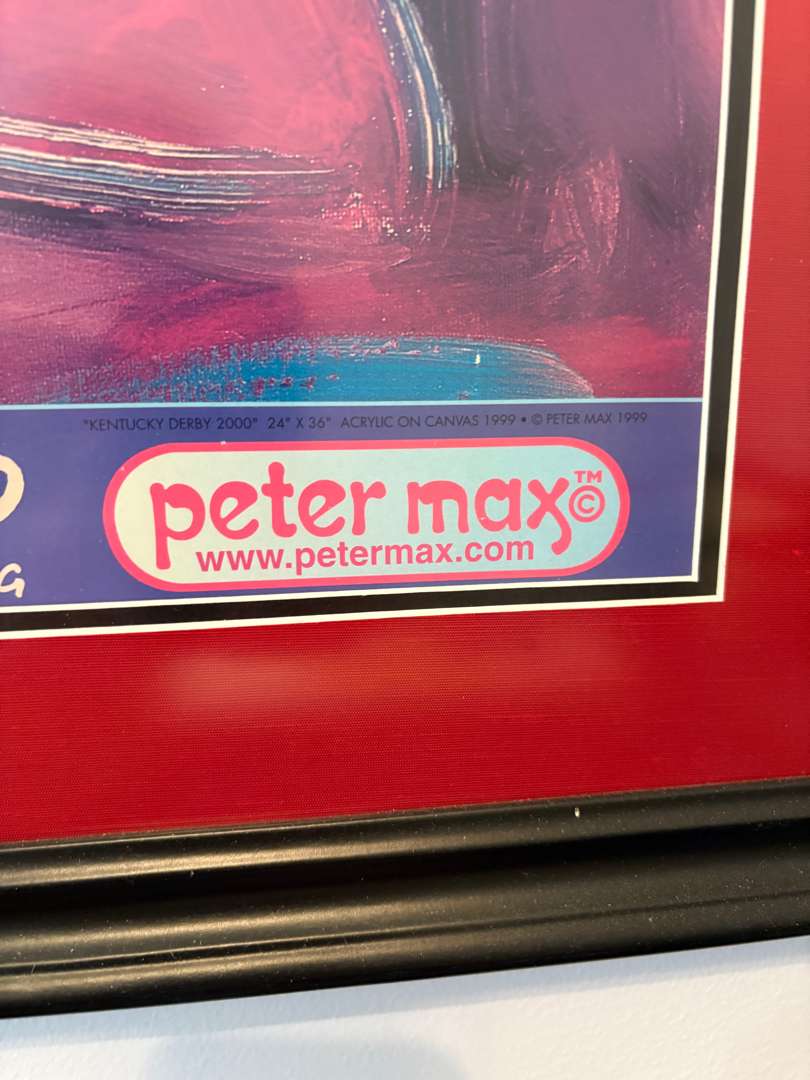 "KENTUCKY DERBY 2000" 24" X 36" ACRYLIC ON CANVAS 1999 • © PETER MAX 1999
peter max™©
www.petermax.com
G